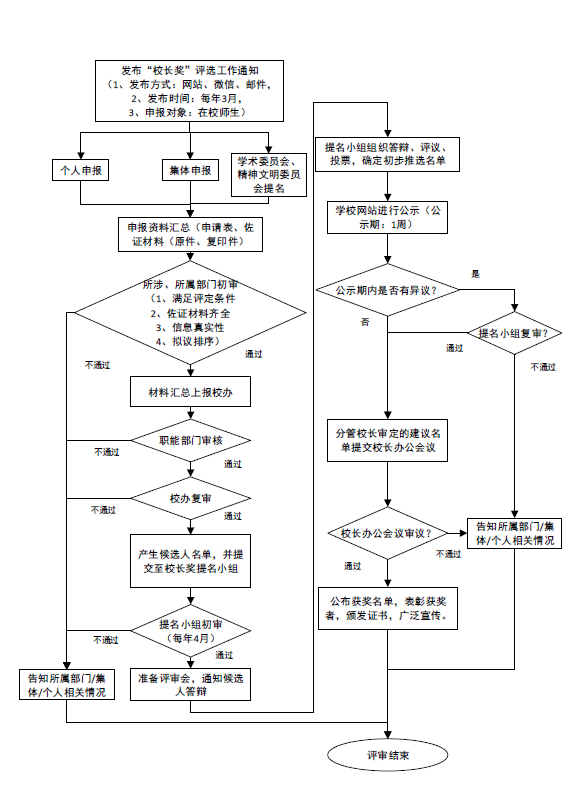 发布“校长奖”评选工作通知
（1、发布方式：网站、微信、邮件，
2、发布时间：每年3月，
3、申报对象：在校师生）
个人申报
集体申报
学术委员会、
精神文明委员
会提名
申报资料汇总（申请表、佐
证材料（原件、复印件）
所涉、所属部门初审
（1、满足评定条件
2、佐证材料齐全
3、信息真实性
4、拟议排序）
不通过
通过
材料汇总上报校办
职能部门审核
不通过
通过
校办复审
不通过
通过
产生候选人名单，并提
交至校长奖提名小组
提名小组初审
（每年4月）
不通过
通过
告知所属部门/集
体/个人相关情况
准备评审会，通知候选
人答辩
提名小组组织答辩、评议、
投票，确定初步推选名单
学校网站进行公示（公
示期：1周）
公示期内是否有异议？
是
否
提名小组复审？
通过
不通过
分管校长审定的建议名
单提交校长办公会议
校长办公会议审议？
通过
不通过
告知所属部门/集
体/个人相关情况
公布获奖名单，表彰获奖
者，颁发证书，广泛宣传。
评审结束